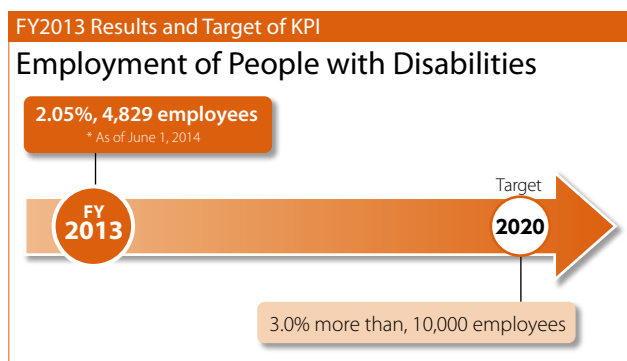 FY2013 Results and Target of KPI
Employment of People with Disabilities
2.05%, 4,829 employees
* As of June 1, 2014
FY
2013
Target
2020
3.0% more than, 10,000 employees